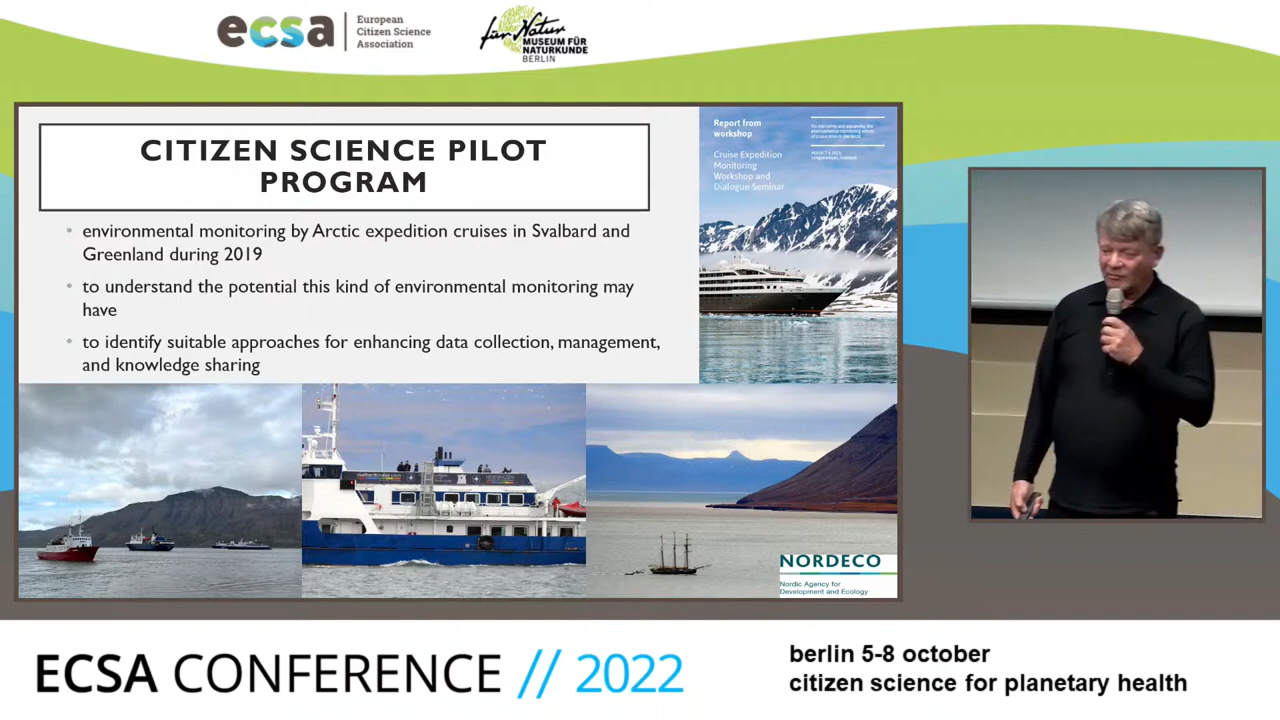 ecsa
European
Citizen Science
Association
für Natur
MUSEUM FÜR
NATURKUNDE
BERLIN
CITIZEN SCIENCE PILOT
PROGRAM
• environmental monitoring by Arctic expedition cruises in Svalbard and
Greenland during 2019
• to understand the potential this kind of environmental monitoring may
have
• to identify suitable approaches for enhancing data collection, management,
and knowledge sharing
Report from
workshop
Cruise Expedition
Monitoring
Workshop and
Dialogue-Seminar
NORDECO
Nordic Agency for
Development and Ecology
ECSA CONFERENCE // 2022
berlin 5-8 october
citizen science for planetary health